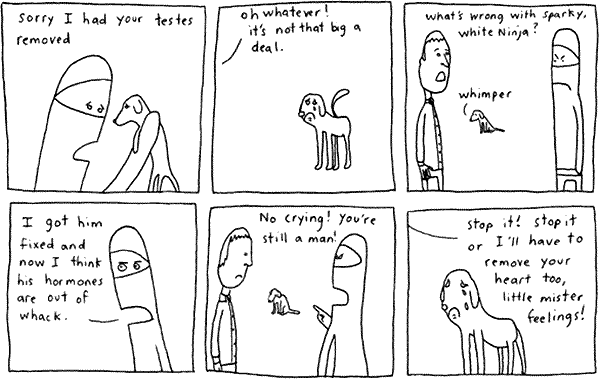 Sorry I had your testes
removed
oh whatever!
it's not that big a
deal.
what's wrong with sparky,
white Ninja?
whimper
I got him
fixed and
now I think
his hormones
are out of
whack.
No crying! you're
still a man!
stop it! stop it
or I'll have to
remove your
heart too,
little mister
feelings!